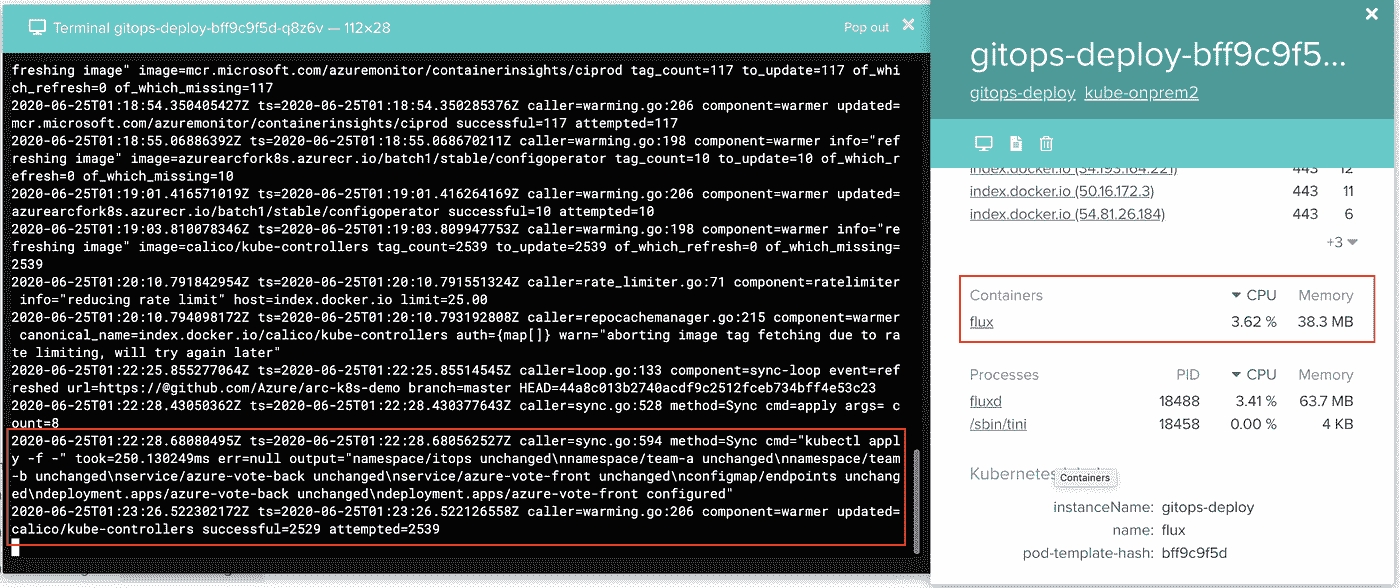 Terminal gitops-deploy-bff9c9f5d-q8z6v — 112×28
Pop out
freshing image" image=mcr.microsoft.com/azuremonitor/containerinsights/ciprod tag_count=117 to_update=117 of_whi
ch_refresh=0 of_which_missing=117
2020-06-25T01:18:54.350405427Z ts=2020-06-25T01:18:54.350285376Z caller=warming.go:206 component=warmer updated=
mcr.microsoft.com/azuremonitor/containerinsights/ciprod successful=117 attempted=117
2020-06-25T01:18:55.06886392Z ts=2020-06-25T01:18:55.068670211Z caller=warming.go:198 component=warmer info="ref
reshing image" image=azurearcfork8s.azurecr.io/batch1/stable/configoperator tag_count=10 to_update=10 of_which_r
efresh=0 of_which_missing=10
2020-06-25T01:19:01.416571019Z ts=2020-06-25T01:19:01.416264169Z caller=warming.go:206 component=warmer updated=
azurearcfork8s.azurecr.io/batch1/stable/configoperator successful=10 attempted=10
2020-06-25T01:19:03.810078346Z ts=2020-06-25T01:19:03.809947753Z caller=warming.go:198 component=warmer info="re
freshing image" image=calico/kube-controllers tag_count=2539 to_update=2539 of_which_refresh=0 of_which_missing=
2539
2020-06-25T01:20:10.791842954Z ts=2020-06-25T01:20:10.791551324Z caller=rate_limiter.go:71 component=ratelimiter
info="reducing rate limit" host=index.docker.io limit=25.00
2020-06-25T01:20:10.794098172Z ts=2020-06-25T01:20:10.793192808Z caller=repocachemanager.go:215 component=warmer
canonical_name=index.docker.io/calico/kube-controllers auth={map[]} warn="aborting image tag fetching due to ra
te limiting, will try again later"
2020-06-25T01:22:25.855277064Z ts=2020-06-25T01:22:25.85514545Z caller=loop.go:133 component=sync-loop event=ref
reshed url=https://@github.com/Azure/arc-k8s-demo branch=master HEAD=44a8c013b2740acdf9c2512fceb734bff4e53c23
2020-06-25T01:22:28.43050362Z ts=2020-06-25T01:22:28.430377643Z caller=sync.go:528 method=Sync cmd=apply args= c
ount=8
2020-06-25T01:22:28.68080495Z ts=2020-06-25T01:22:28.680562527Z caller=sync.go:594 method=Sync cmd="kubectl appl
y -f -" took=250.130249ms err=null output="namespace/itops unchanged\nnamespace/team-a unchanged\nnamespace/team
-b unchanged\nservice/azure-vote-back unchanged\nservice/azure-vote-front unchanged\nconfigmap/endpoints unchang
ed\ndeployment.apps/azure-vote-back unchanged\ndeployment.apps/azure-vote-front configured"
2020-06-25T01:23:26.522302172Z ts=2020-06-25T01:23:26.522126558Z caller=warming.go:206 component=warmer updated=
calico/kube-controllers successful=2529 attempted=2539
gitops-deploy-bff9c9f5...
gitops-deploy kube-onprem2
index.docker.io (34.193.164.221) 443 12
index.docker.io (50.16.172.3) 443 11
index.docker.io (54.81.26.184) 443 6
+3
Containers CPU Memory
flux 3.62 % 38.3 MB
Processes PID CPU Memory
fluxd 18488 3.41 % 63.7 MB
/sbin/tini 18458 0.00 % 4 KB
Kubernetes
Containers
instanceName: gitops-deploy
name: flux
pod-template-hash: bff9c9f5d